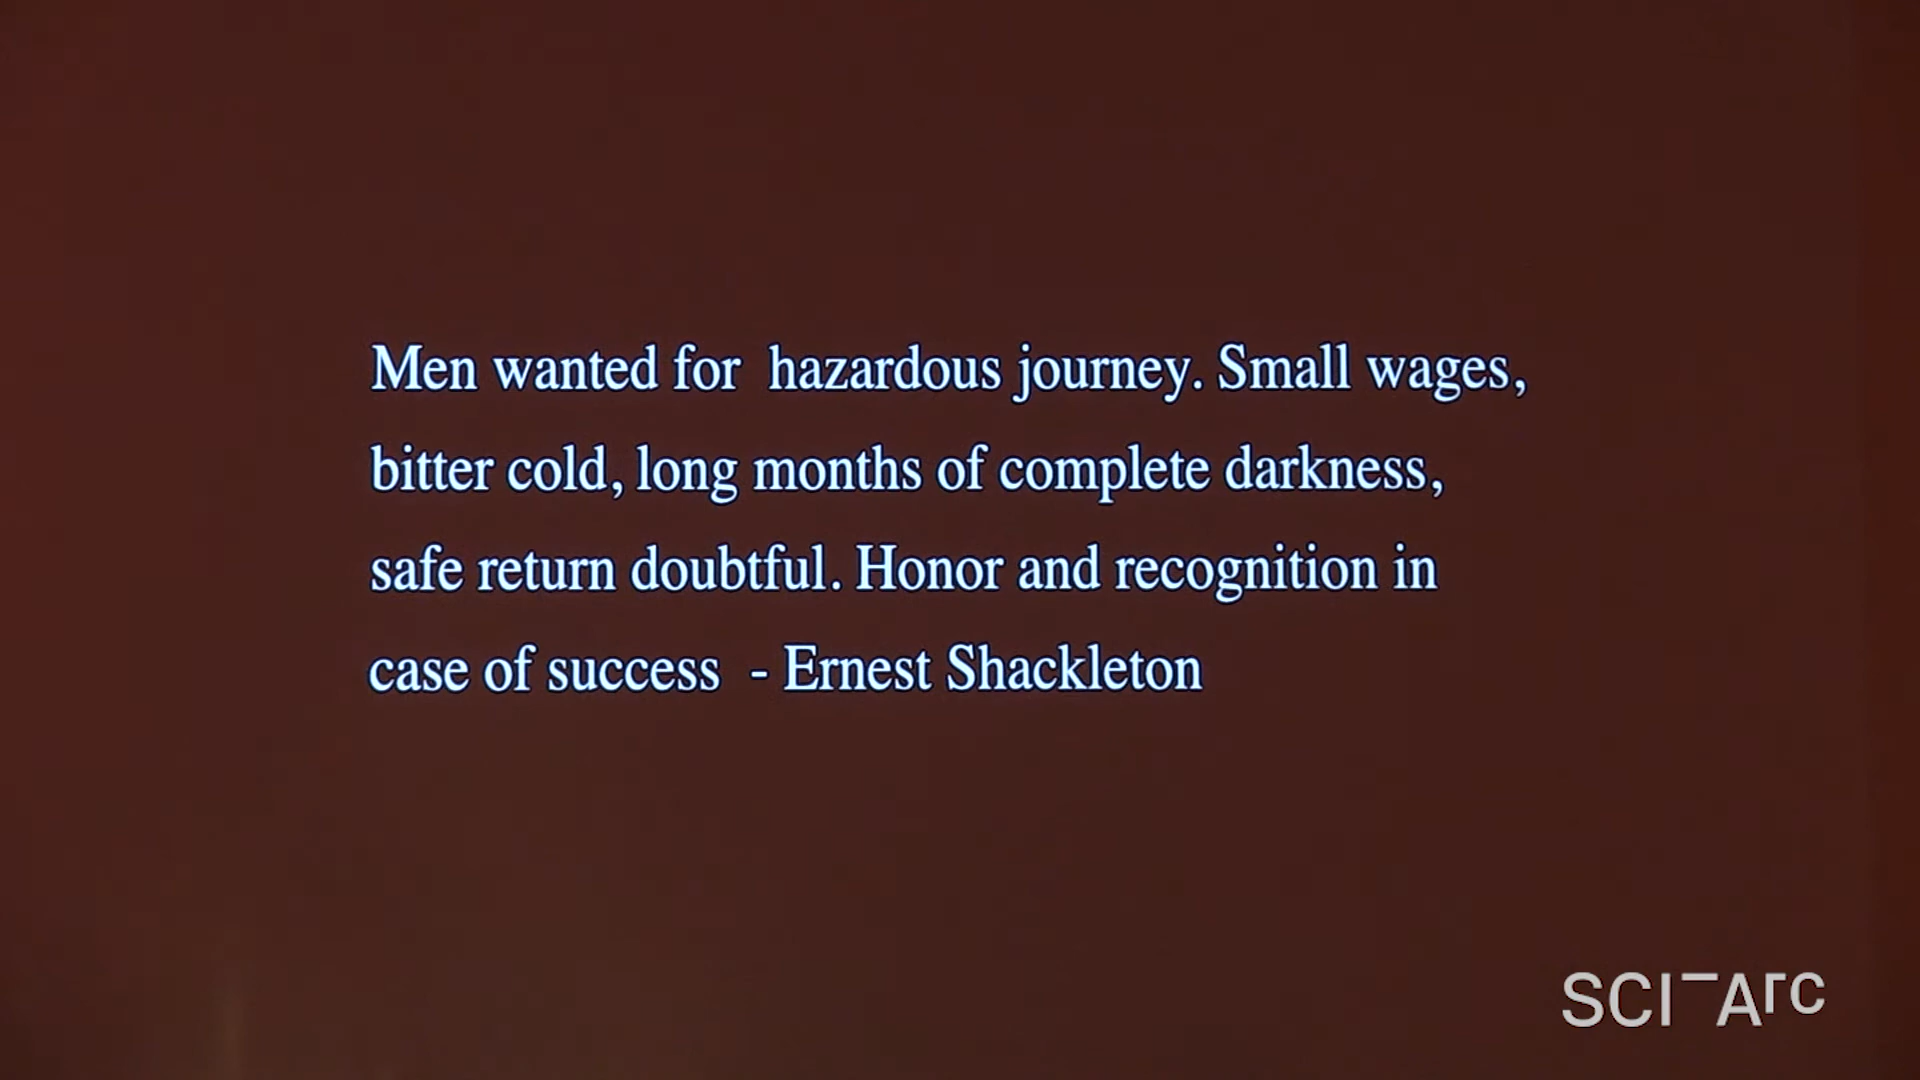 Men wanted for  hazardous journey. Small wages,
bitter cold, long months of complete darkness,
safe return doubtful. Honor and recognition in
case of success  - Ernest Shackleton
SCI-Arc